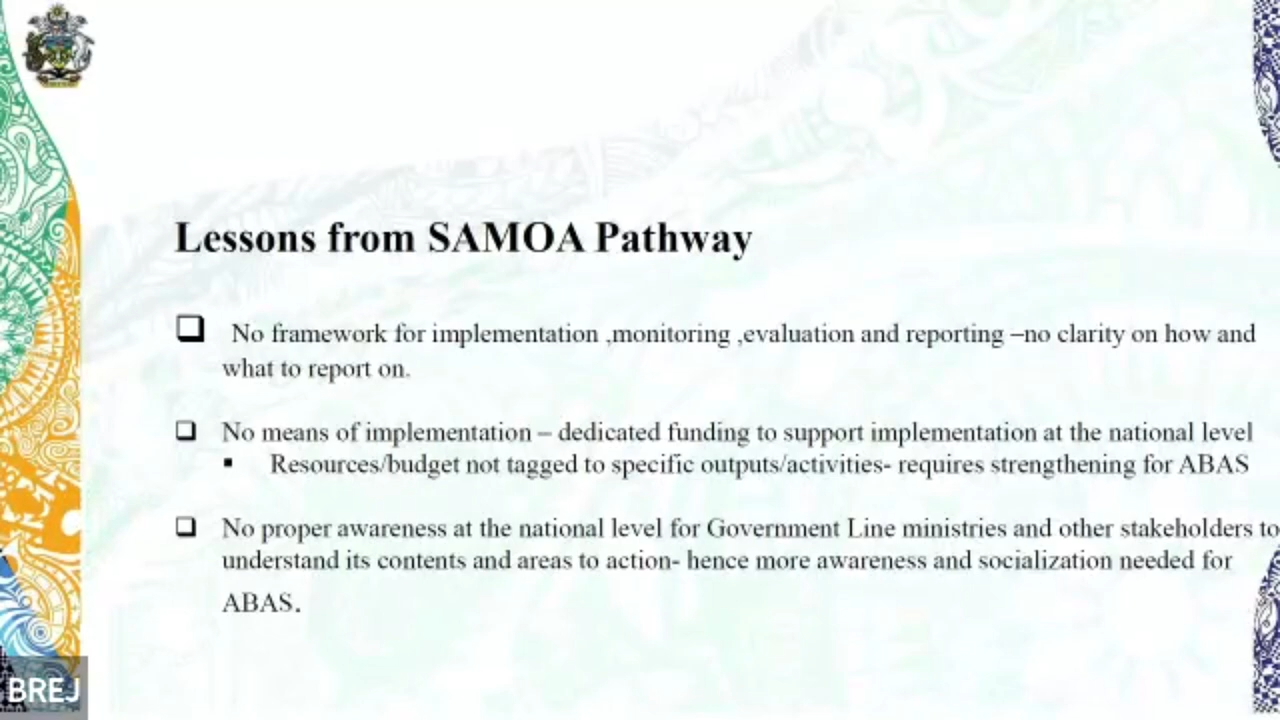 Lessons from SAMOA Pathway
No framework for implementation ,monitoring ,evaluation and reporting –no clarity on how and
what to report on.
No means of implementation – dedicated funding to support implementation at the national level
Resources/budget not tagged to specific outputs/activities- requires strengthening for ABAS
No proper awareness at the national level for Government Line ministries and other stakeholders to
understand its contents and areas to action- hence more awareness and socialization needed for
ABAS.
BREJ